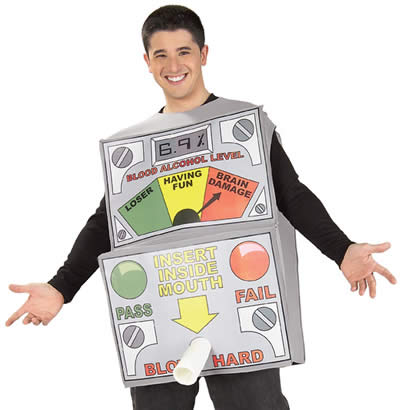 6.9%
BLOOD ALCOHOL LEVEL
LOSER
HAVING
FUN
BRAIN
DAMAGE
INSERT
INSIDE
MOUTH
PASS
FAIL
BLOW HARD